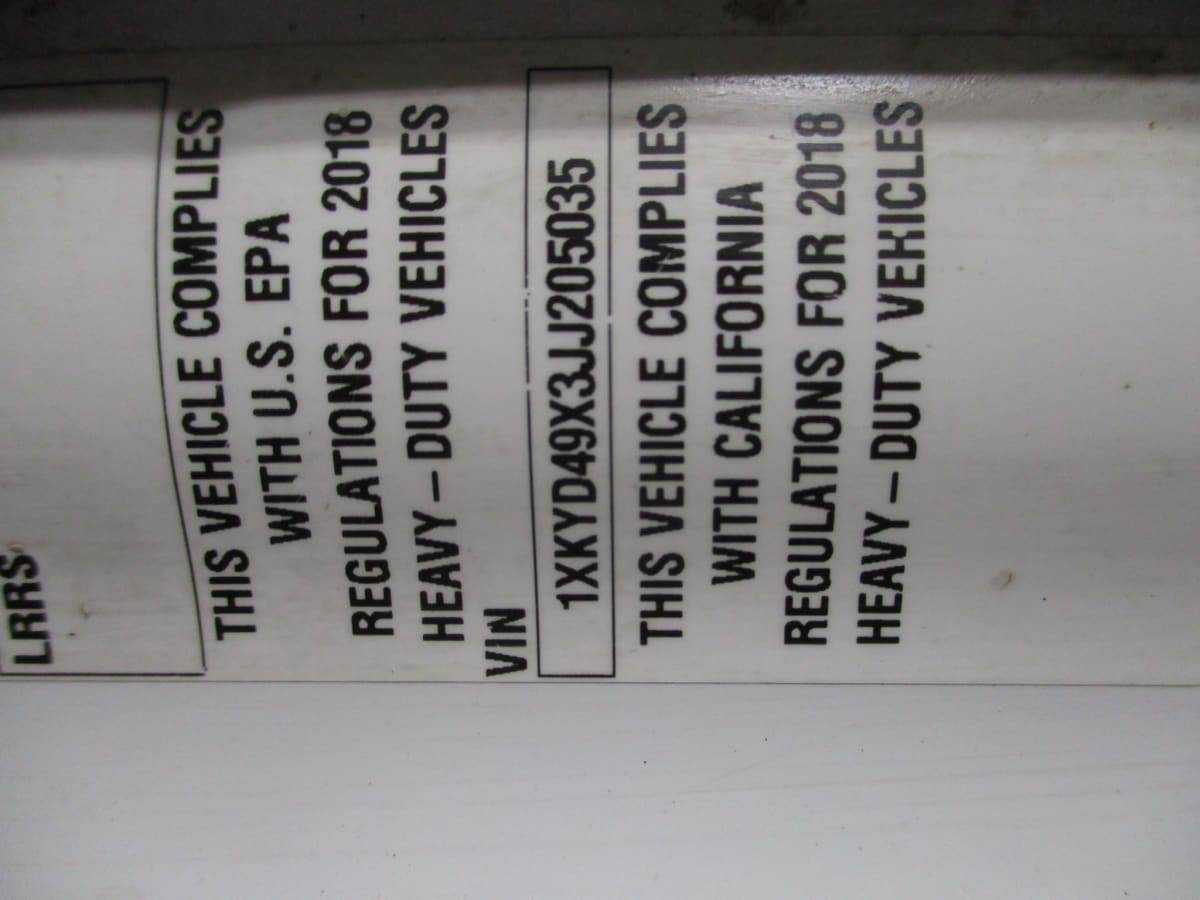 LRRS
THIS VEHICLE COMPLIES
WITH U.S. EPA
REGULATIONS FOR 2018
HEAVY-DUTY VEHICLES
VIN
1XKYD49X3JJ205035
THIS VEHICLE COMPLIES
WITH CALIFORNIA
REGULATIONS FOR 2018
HEAVY-DUTY VEHICLES